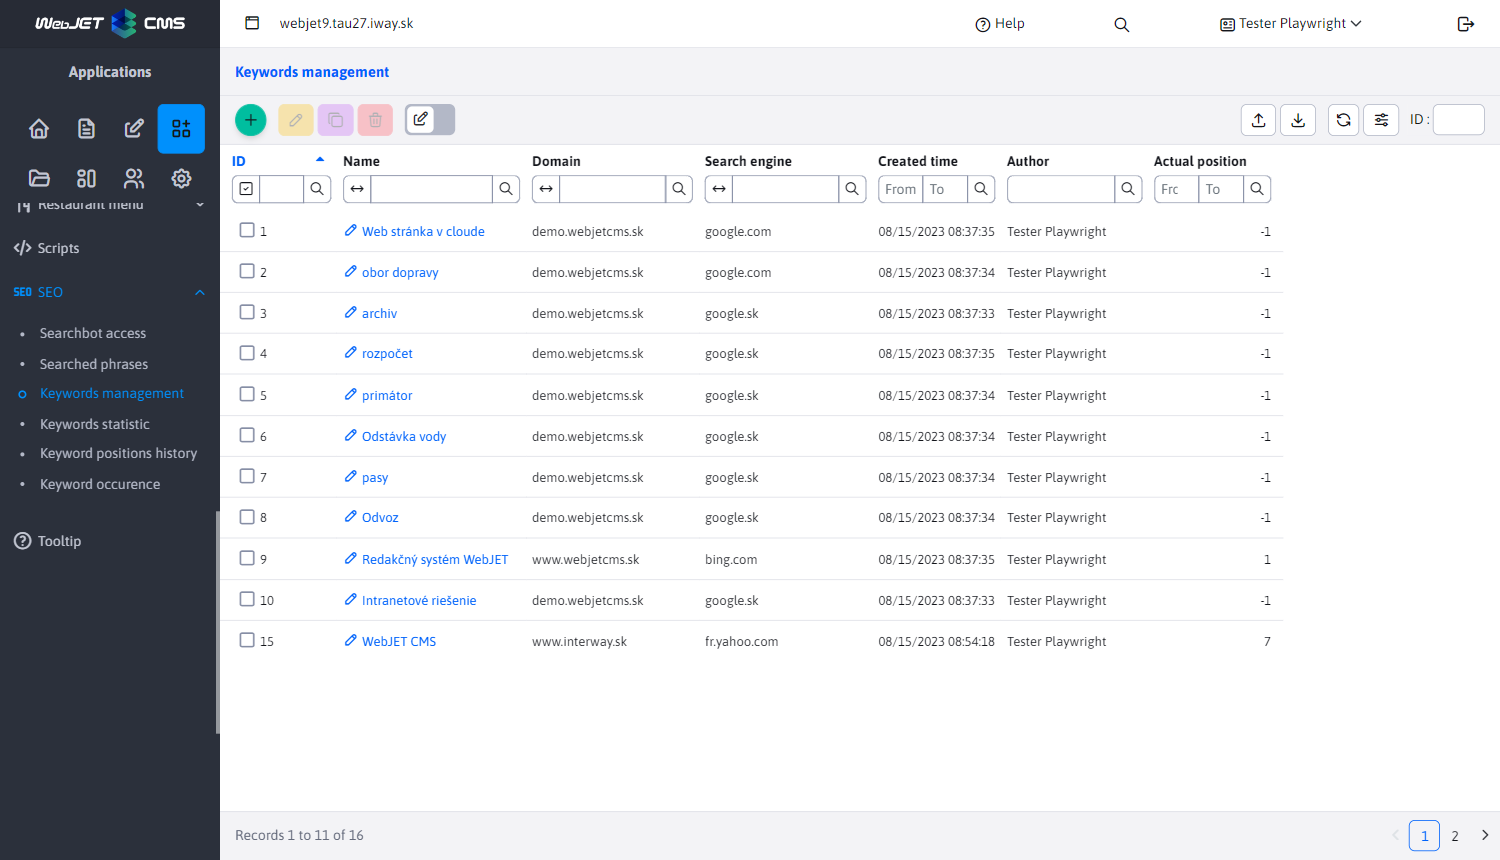 WebJET CMS
webjet9.tau27.iway.sk
Help
Tester Playwright
Applications
Restaurant menu
Scripts
SEO SEO
Searchbot access
Searched phrases
Keywords management
Keywords statistic
Keyword positions history
Keyword occurence
Tooltip
Keywords management
ID :
ID Name Domain Search engine Created time Author Actual position
From To Frc To
1 Web stránka v cloude demo.webjetcms.sk google.com 08/15/2023 08:37:35 Tester Playwright -1
2 obor dopravy demo.webjetcms.sk google.com 08/15/2023 08:37:34 Tester Playwright -1
3 archiv demo.webjetcms.sk google.sk 08/15/2023 08:37:33 Tester Playwright -1
4 rozpočet demo.webjetcms.sk google.sk 08/15/2023 08:37:35 Tester Playwright -1
5 primátor demo.webjetcms.sk google.sk 08/15/2023 08:37:34 Tester Playwright -1
6 Odstávka vody demo.webjetcms.sk google.sk 08/15/2023 08:37:34 Tester Playwright -1
7 pasy demo.webjetcms.sk google.sk 08/15/2023 08:37:34 Tester Playwright -1
8 Odvoz demo.webjetcms.sk google.sk 08/15/2023 08:37:34 Tester Playwright -1
9 Redakčný systém WebJET www.webjetcms.sk bing.com 08/15/2023 08:37:35 Tester Playwright 1
10 Intranetové riešenie demo.webjetcms.sk google.sk 08/15/2023 08:37:33 Tester Playwright -1
15 WebJET CMS www.interway.sk fr.yahoo.com 08/15/2023 08:54:18 Tester Playwright 7
Records 1 to 11 of 16
1 2